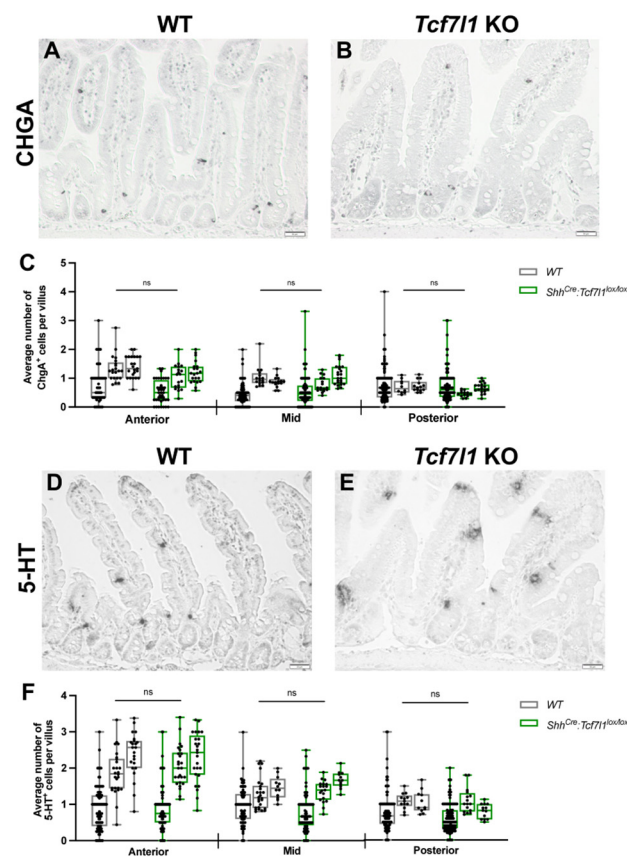 WT
Tcf7l1 KO
A
B
CHGA
C
Average number of
ChgA+ cells per villus
5
4
3
2
1
0
ns
ns
ns
WT
ShhCre;Tcf7l1lox/lox
Anterior
Mid
Posterior
WT
Tcf7l1 KO
D
E
5-HT
F
Average number of
5-HT+ cells per villus
4
3
2
1
0
ns
ns
ns
WT
ShhCre;Tcf7l1lox/lox
Anterior
Mid
Posterior